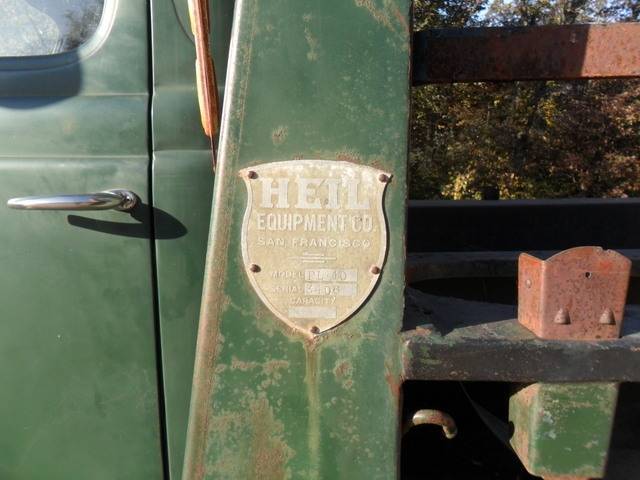 HEIL
EQUIPMENT CO.
SAN FRANCISCO
MODEL
SERIAL
CAPACITY